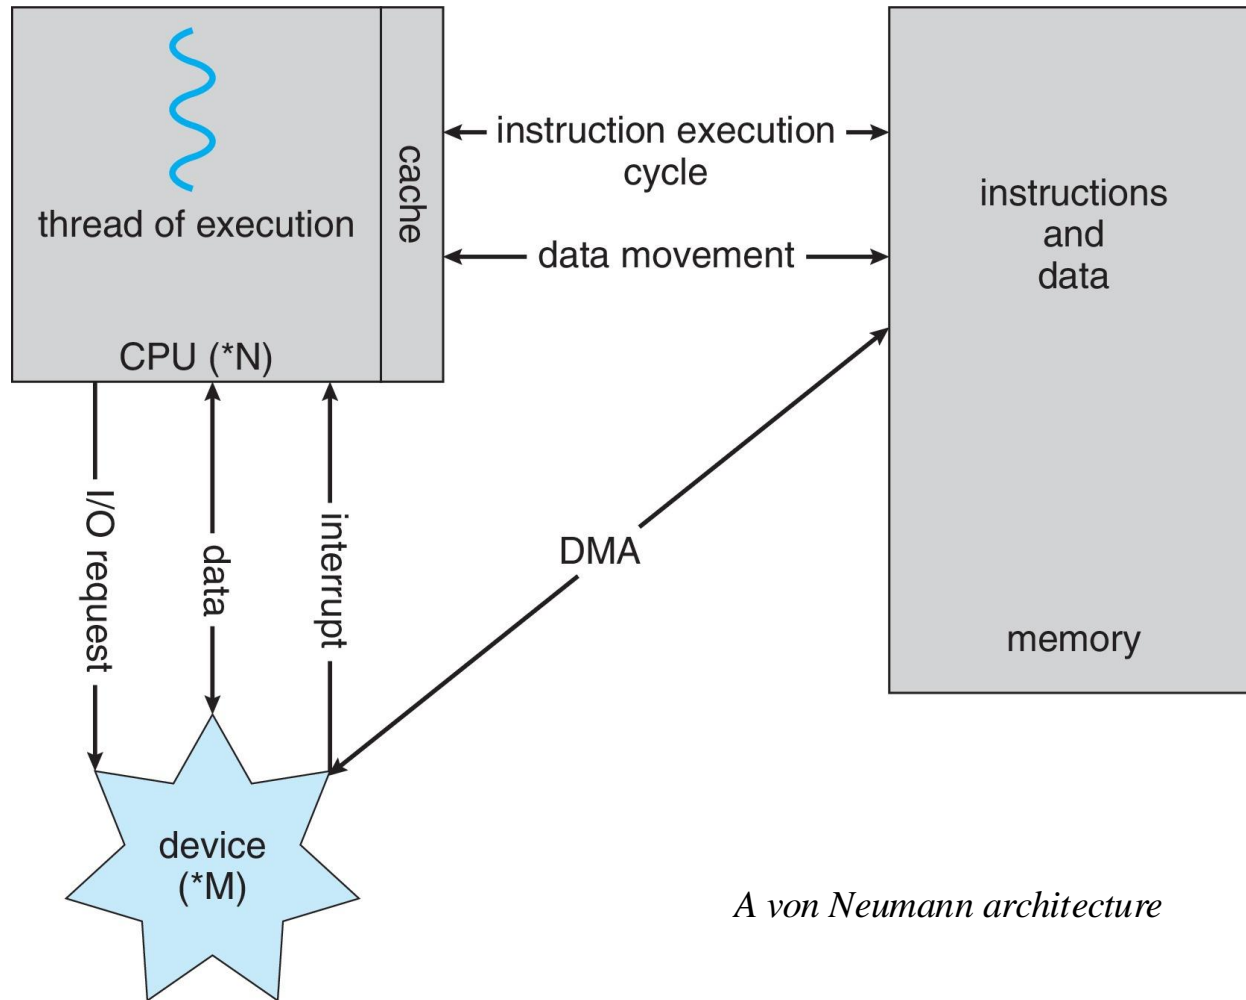 thread of execution
CPU (*N)
cache
instruction execution
cycle
data movement
instructions
and
data
memory
I/O request
data
interrupt
DMA
device
(*M)
A von Neumann architecture